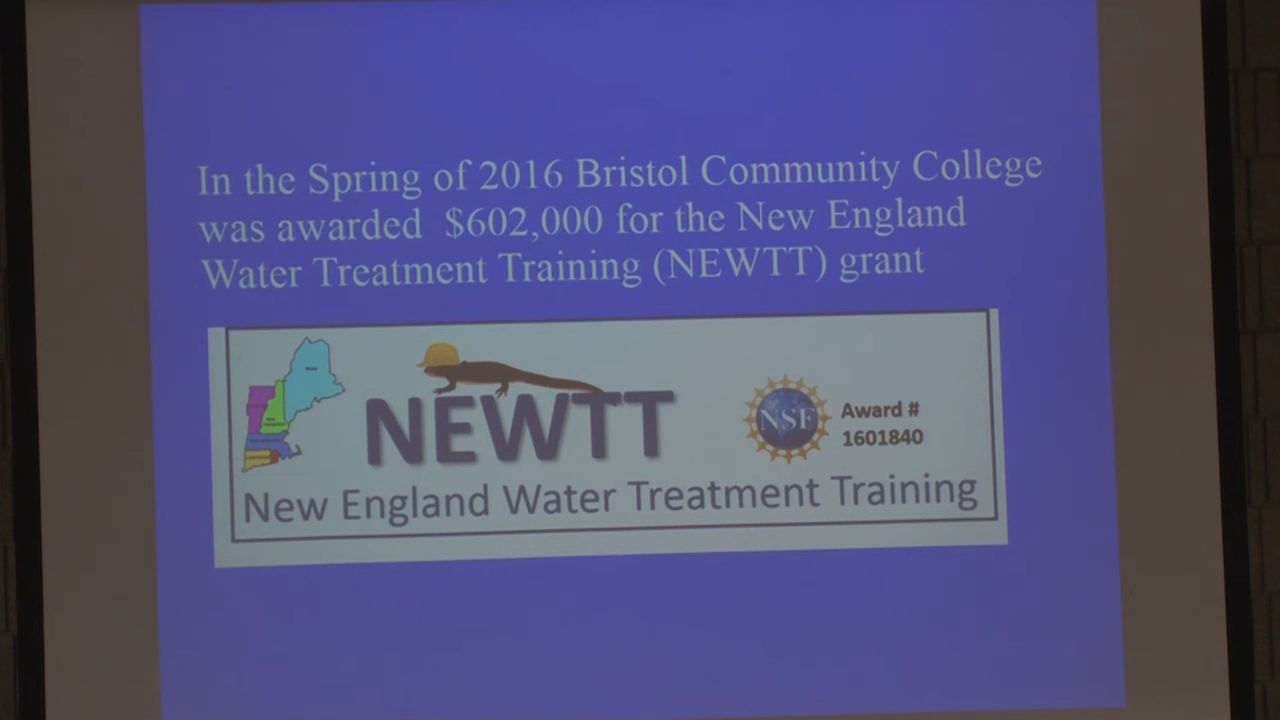 In the Spring of 2016 Bristol Community College
was awarded $602,000 for the New England
Water Treatment Training (NEWTT) grant
NEWTT
NSF
Award #
1601840
New England Water Treatment Training